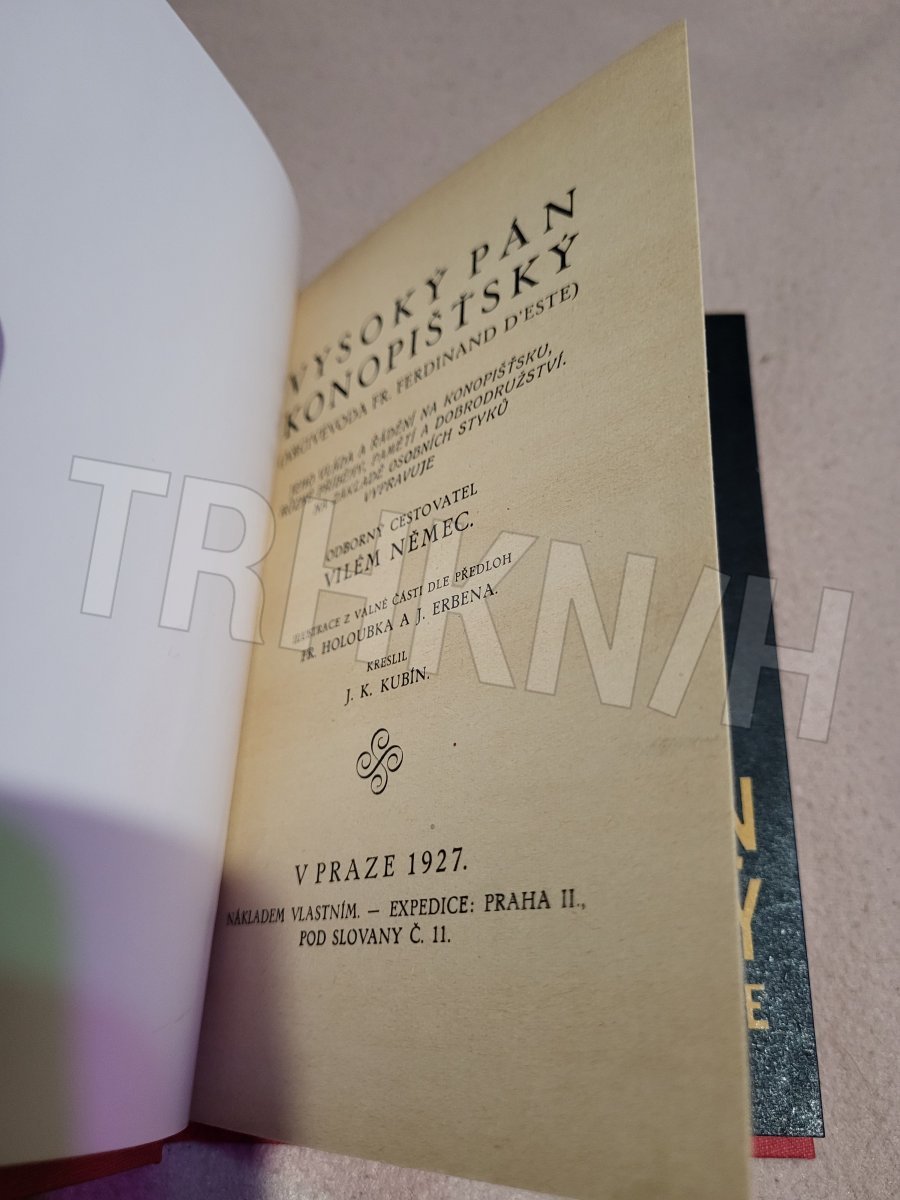 VYSOKÝ PÁN
KONOPIŠŤSKÝ
(ARCIVÉVODA FR. FERDINAND D'ESTE)
JEHO VLÁDA A ŘÁDĚNÍ NA KONOPIŠŤSKU,
RŮZNÉ PŘÍBĚHY, PAMĚTI A DOBRODRUŽSTVÍ.
NA ZÁKLADĚ OSOBNÍCH STYKŮ
VYPRAVUJE
ODBORNÝ CESTOVATEL
VILÉM NĚMEC.
ILLUSTRACE Z VALNÉ ČÁSTI DLE PŘEDLOH
FR. HOLOUBKA A J. ERBENA.
KRESLIL
J. K. KUBÍN.
V PRAZE 1927.
NÁKLADEM VLASTNÍM. — EXPEDICE: PRAHA II.,
POD SLOVANY Č. 11.
N
Ý
E
TRHKNIH